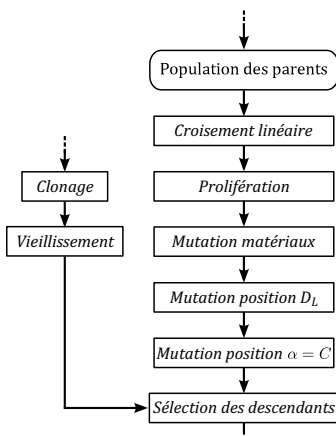 Population des parents
Croisement linéaire
Clonage
Prolifération
Vieillissement
Mutation matériaux
Mutation position D_L
Mutation position α = C
Sélection des descendants